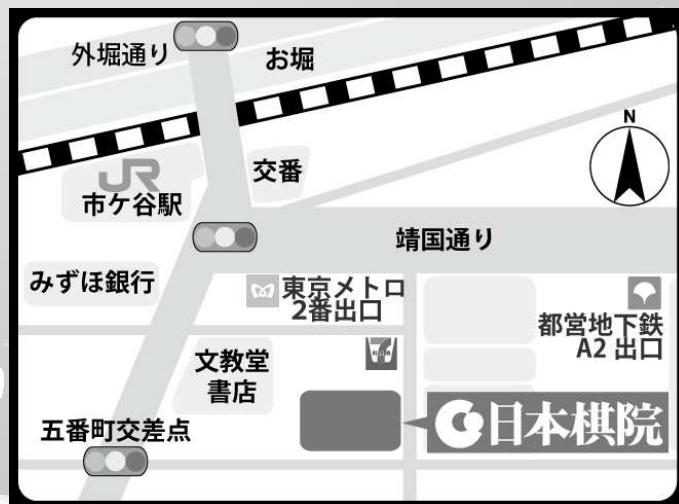 外堀通り
お堀
N
JR
市ケ谷駅
交番
靖国通り
みずほ銀行
東京メトロ
2番出口
都営地下鉄
A2 出口
文教堂
書店
日本棋院
五番町交差点